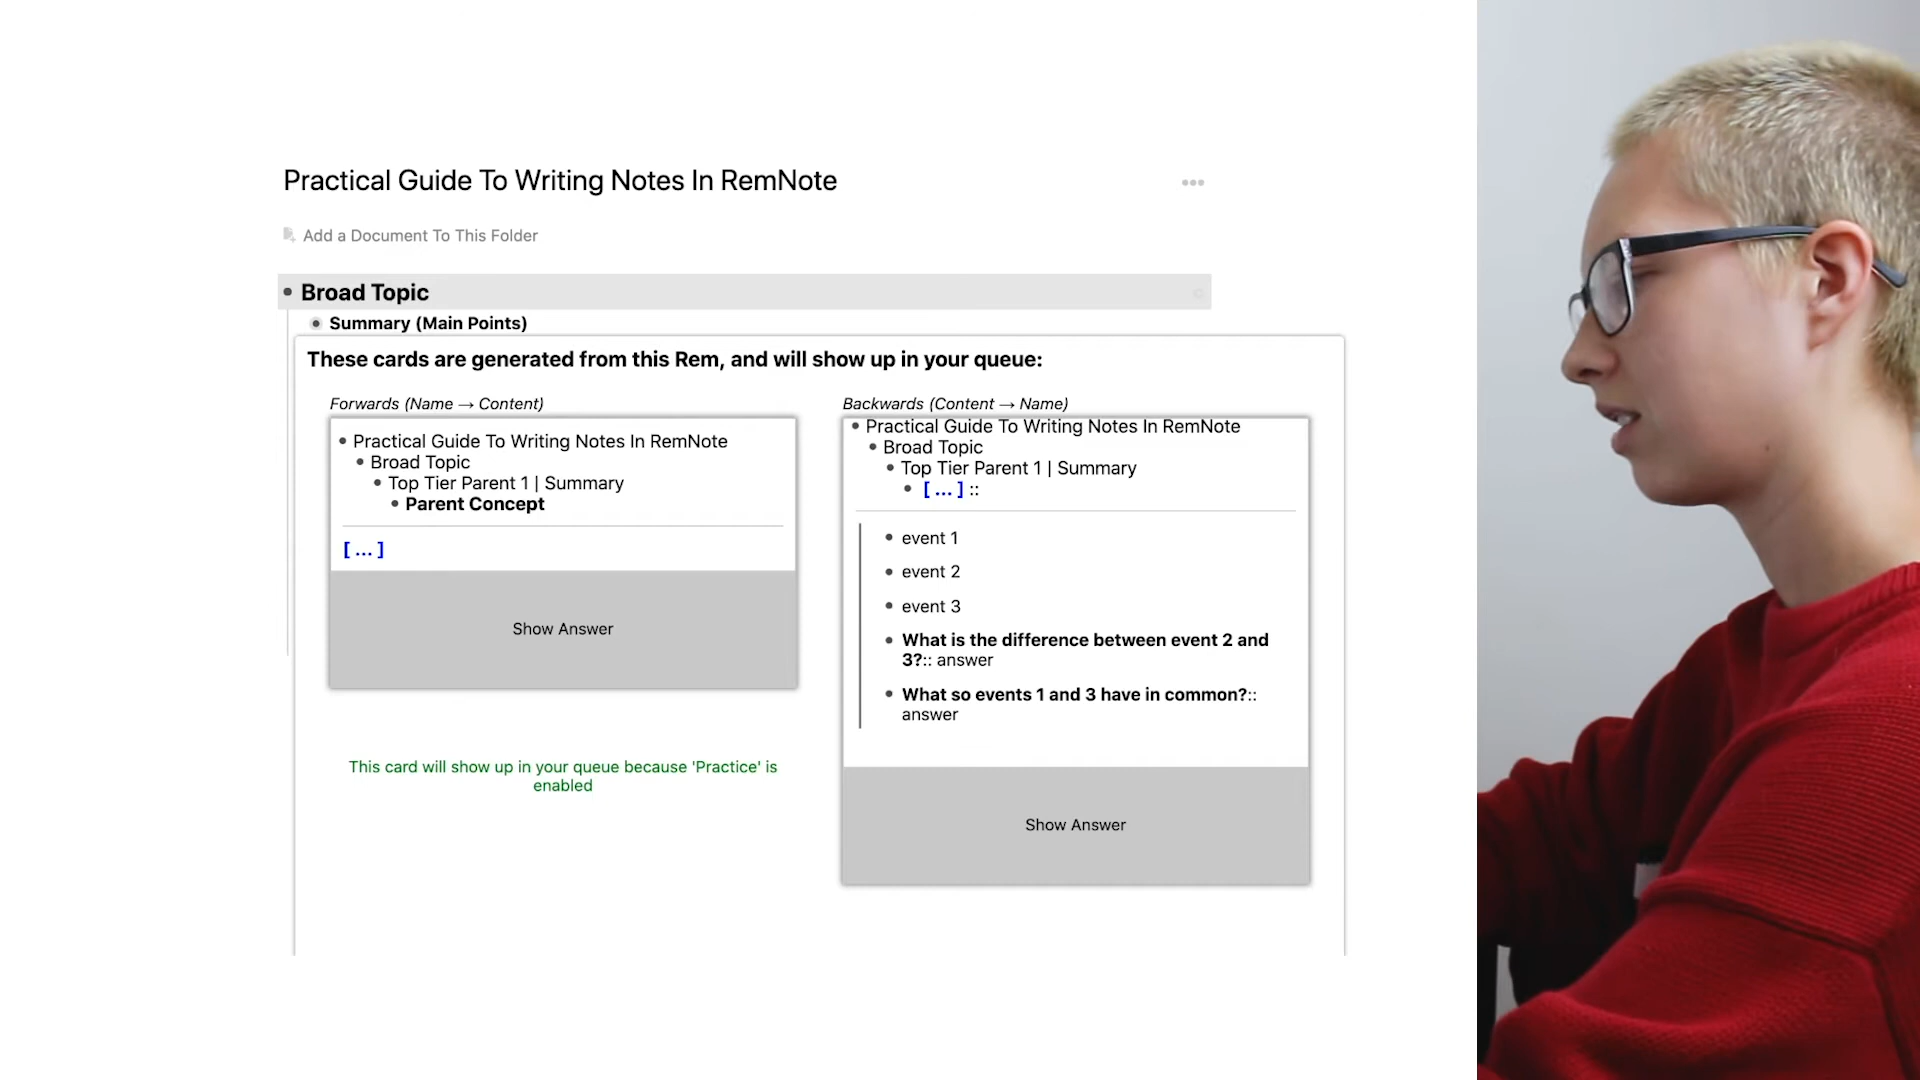 Practical Guide To Writing Notes In RemNote
Add a Document To This Folder
Broad Topic
Summary (Main Points)
These cards are generated from this Rem, and will show up in your queue:
Forwards (Name → Content)
Practical Guide To Writing Notes In RemNote
Broad Topic
Top Tier Parent 1 | Summary
Parent Concept
[ ... ]
Show Answer
This card will show up in your queue because 'Practice' is
enabled
Backwards (Content → Name)
Practical Guide To Writing Notes In RemNote
Broad Topic
Top Tier Parent 1 | Summary
[ ... ] ::
event 1
event 2
event 3
What is the difference between event 2 and
3?:: answer
What so events 1 and 3 have in common?::
answer
Show Answer